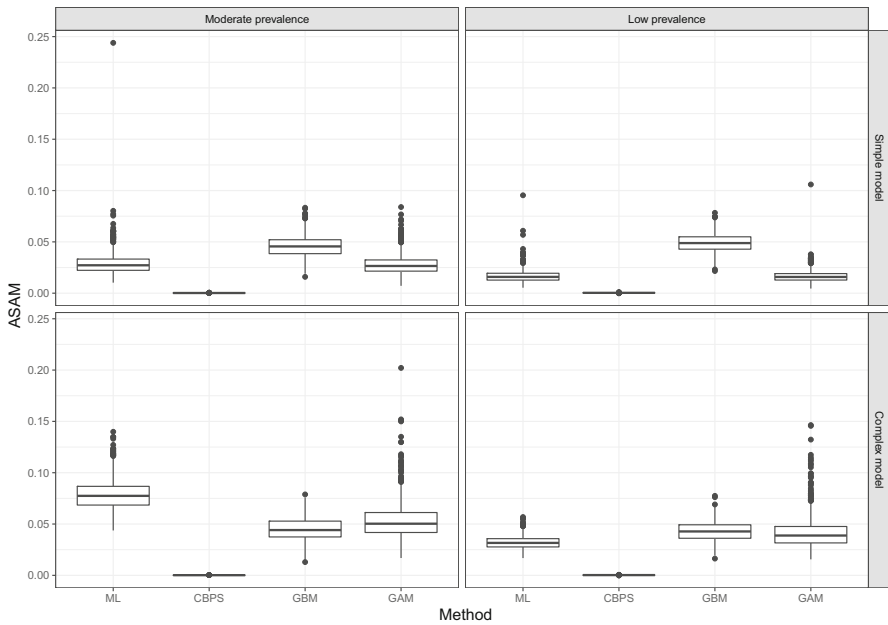 Moderate prevalence
Low prevalence
0.25
0.20
0.15
0.10
0.05
0.00
Simple model
ASAM
0.25
0.20
0.15
0.10
0.05
0.00
Complex model
ML CBPS GBM GAM
ML CBPS GBM GAM
Method